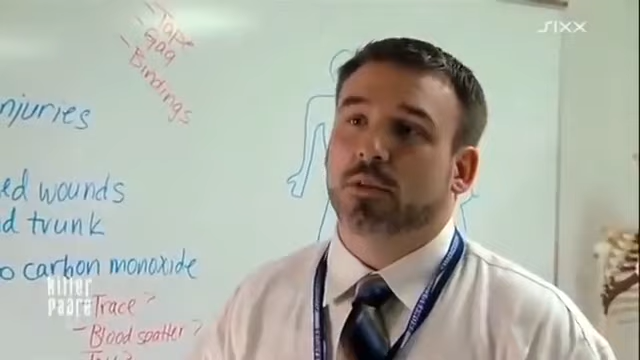 sixx
- Tape
- Gag
- Bindings
njuries
ed wounds
d trunk
o carbon monoxide
killer
paare
Trace?
- Blood spatter?